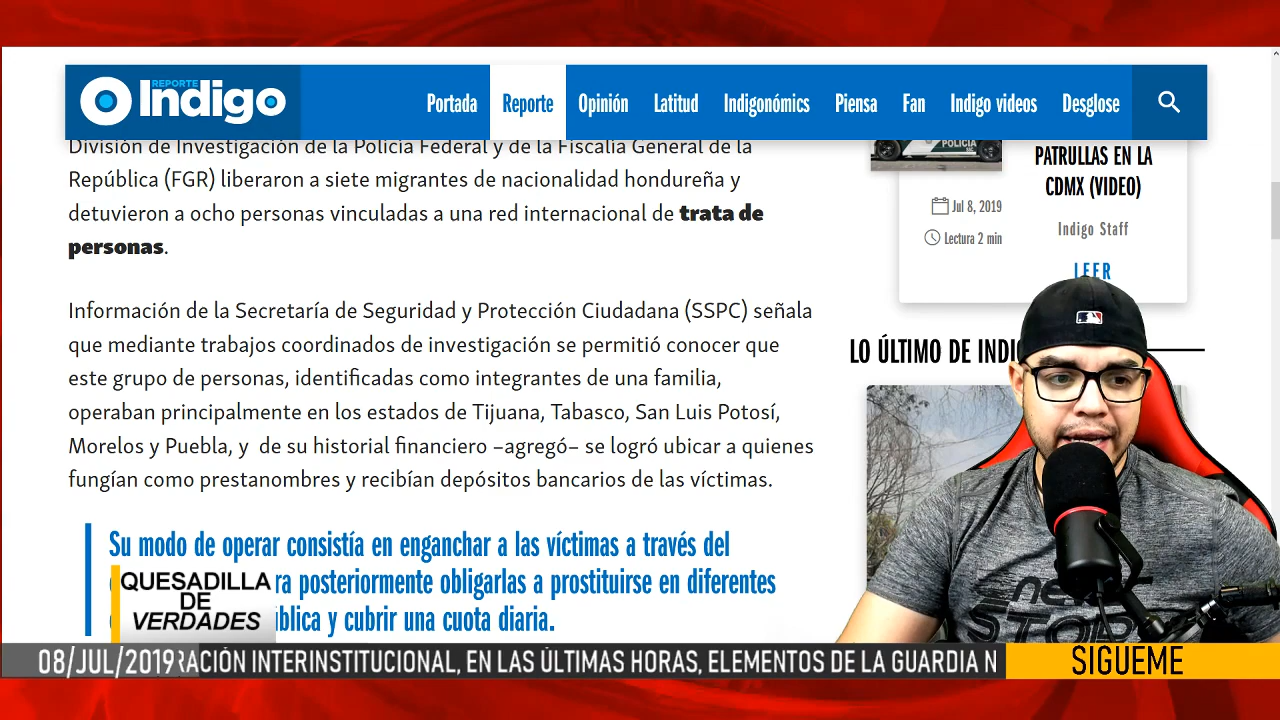 REPORTE
Indigo
Portada
Reporte
Opinión
Latitud
Indigonómics
Piensa
Fan
Indigo videos
Desglose
División de Investigación de la Policía Federal y de la Fiscalía General de la
República (FGR) liberaron a siete migrantes de nacionalidad hondureña y
detuvieron a ocho personas vinculadas a una red internacional de trata de
personas.
Información de la Secretaría de Seguridad y Protección Ciudadana (SSPC) señala
que mediante trabajos coordinados de investigación se permitió conocer que
este grupo de personas, identificadas como integrantes de una familia,
operaban principalmente en los estados de Tijuana, Tabasco, San Luis Potosí,
Morelos y Puebla, y de su historial financiero –agregó– se logró ubicar a quienes
fungían como prestanombres y recibían depósitos bancarios de las víctimas.
Su modo de operar consistía en enganchar a las víctimas a través del
posteriormente obligarlas a prostituirse en diferentes
y cubrir una cuota diaria.
POLICÍA
PATRULLAS EN LA
CDMX (VIDEO)
Jul 8, 2019
Lectura 2 min
Indigo Staff
LEER
LO ÚLTIMO DE
QUESADILLA
DE
VERDADES
08/JUL/2019
INTERINSTITUCIONAL, EN LAS ÚLTIMAS HORAS, ELEMENTOS DE LA GUARDIA N
SIGUEME